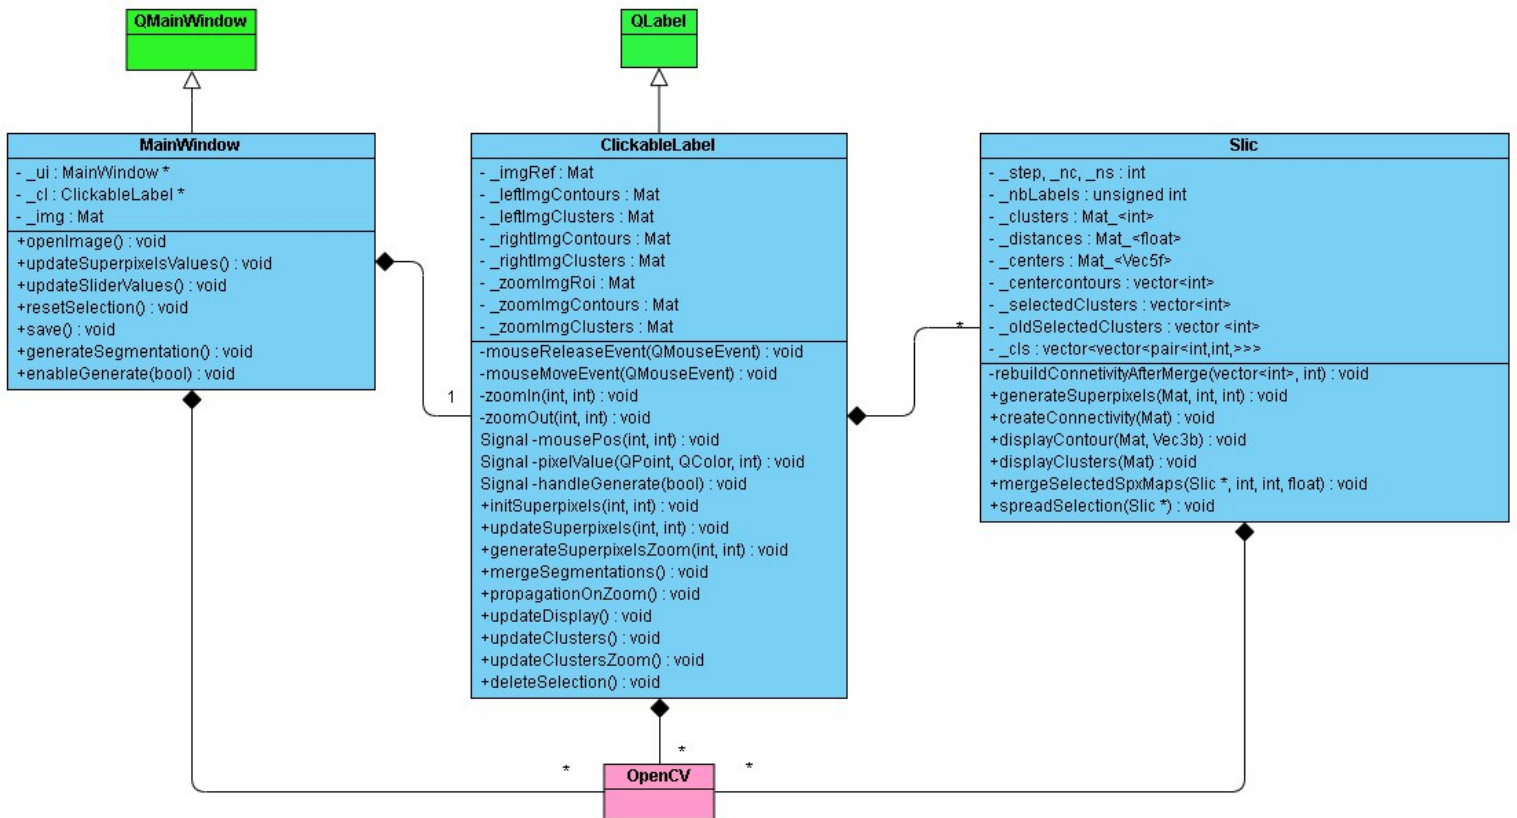 QMainWindow
QLabel
MainWindow
- _ui : MainWindow *
- _cl : ClickableLabel *
- _img : Mat
+openImage() : void
+updateSuperpixelsValues() : void
+updateSliderValues() : void
+resetSelection() : void
+save() : void
+generateSegmentation() : void
+enableGenerate(bool) : void
1
ClickableLabel
- _imgRef : Mat
- _leftImgContours : Mat
- _leftImgClusters : Mat
- _rightImgContours : Mat
- _rightImgClusters : Mat
- _zoomImgRoi : Mat
- _zoomImgContours : Mat
- _zoomImgClusters : Mat
-mouseReleaseEvent(QMouseEvent) : void
-mouseMoveEvent(QMouseEvent) : void
-zoomIn(int, int) : void
-zoomOut(int, int) : void
Signal -mousePos(int, int) : void
Signal -pixelValue(QPoint, QColor, int) : void
Signal -handleGenerate(bool) : void
+initSuperpixels(int, int) : void
+updateSuperpixels(int, int) : void
+generateSuperpixelsZoom(int, int) : void
+mergeSegmentations() : void
+propagationOnZoom() : void
+updateDisplay() : void
+updateClusters() : void
+updateClustersZoom() : void
+deleteSelection() : void
*
Slic
- _step, _nc, _ns : int
- _nbLabels : unsigned int
- _clusters : Mat_<int>
- _distances : Mat_<float>
- _centers : Mat_<Vec5f>
- _centercontours : vector<int>
- _selectedClusters : vector<int>
- _oldSelectedClusters : vector <int>
- _cls : vector<vector<pair<int,int,>>>
-rebuildConnetivityAfterMerge(vector<int>, int) : void
+generateSuperpixels(Mat, int, int) : void
+createConnectivity(Mat) : void
+displayContour(Mat, Vec3b) : void
+displayClusters(Mat) : void
+mergeSelectedSpxMaps(Slic *, int, int, float) : void
+spreadSelection(Slic *) : void
*
*
*
OpenCV